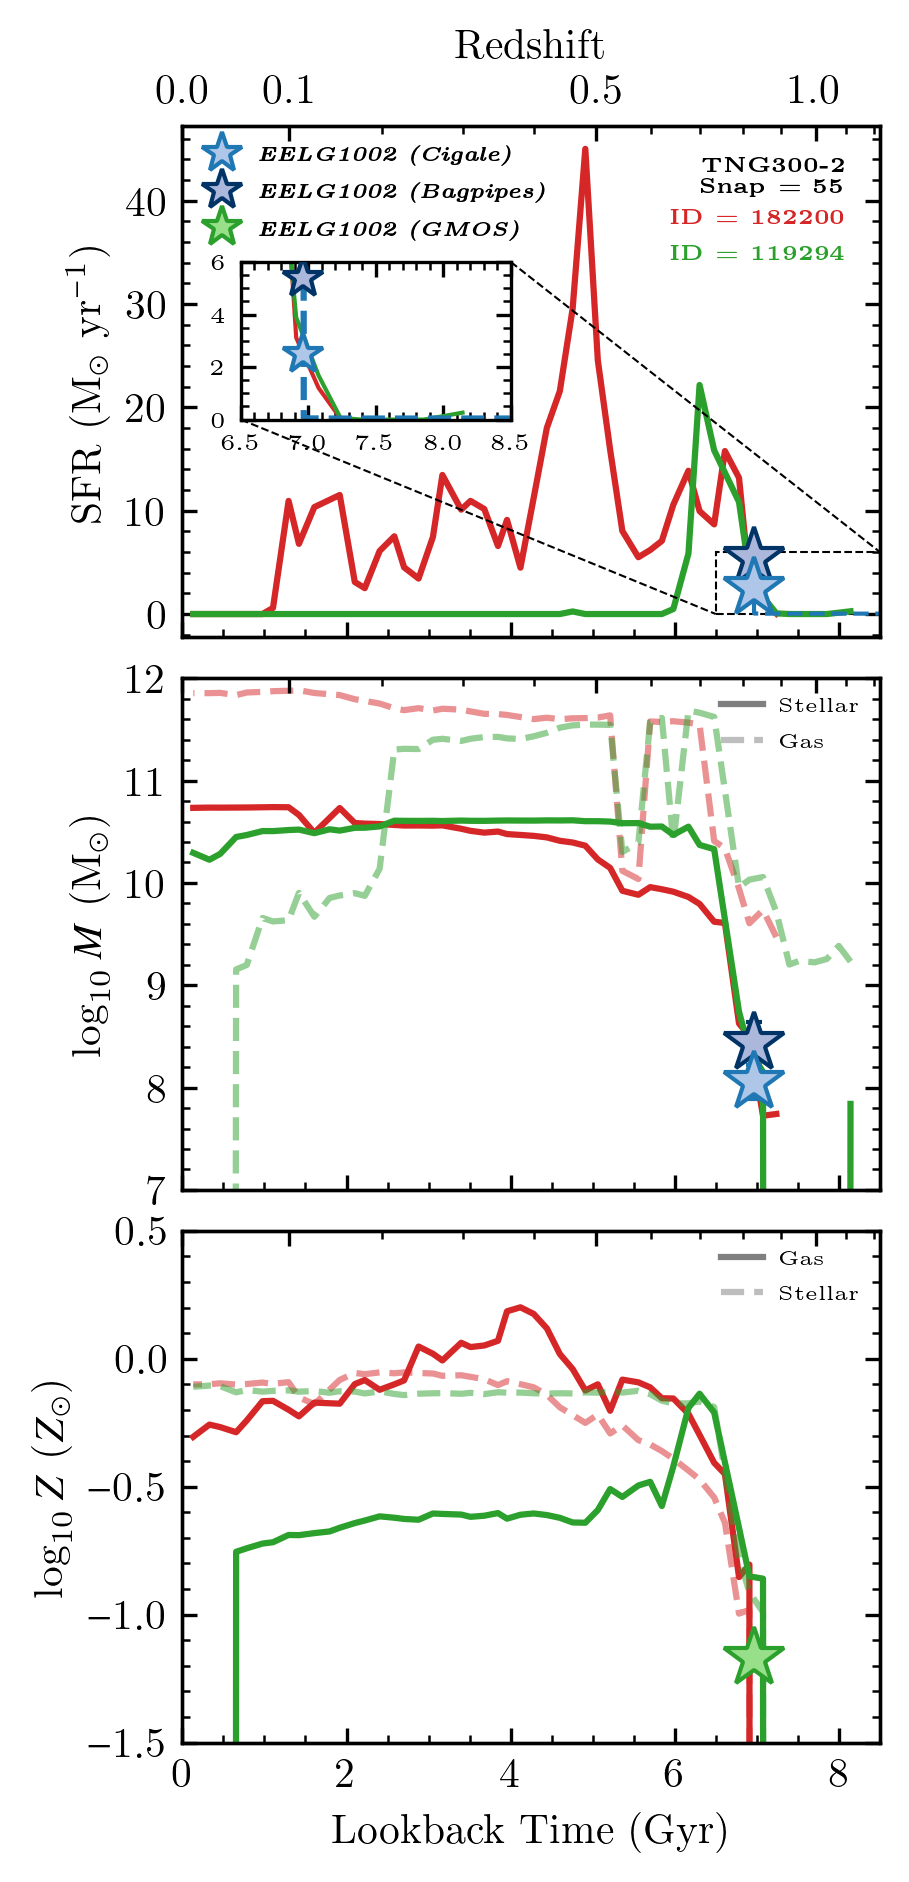 Redshift
0.0 0.1 0.5 1.0
EELG1002 (Cigale)
EELG1002 (Bagpipes)
EELG1002 (GMOS)
TNG300-2
Snap = 55
ID = 182200
ID = 119294
SFR (M⊙ yr⁻¹)
40
30
20
10
0
6
4
2
0
6.5 7.0 7.5 8.0 8.5
log₁₀ M (M⊙)
12
11
10
9
8
7
Stellar
Gas
log₁₀ Z (Z⊙)
0.5
0.0
−0.5
−1.0
−1.5
Gas
Stellar
0 2 4 6 8
Lookback Time (Gyr)